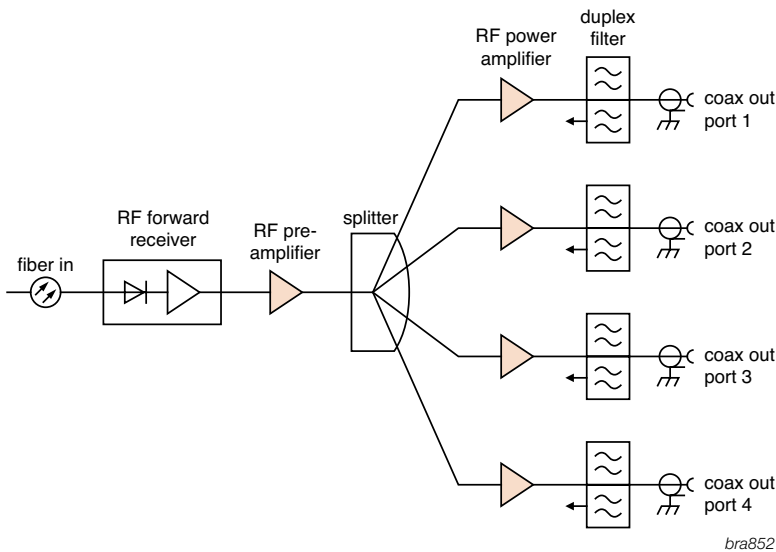 duplex
filter
RF power
amplifier
coax out
port 1
RF forward
receiver
RF pre-
amplifier
splitter
coax out
port 2
fiber in
coax out
port 3
coax out
port 4
bra852